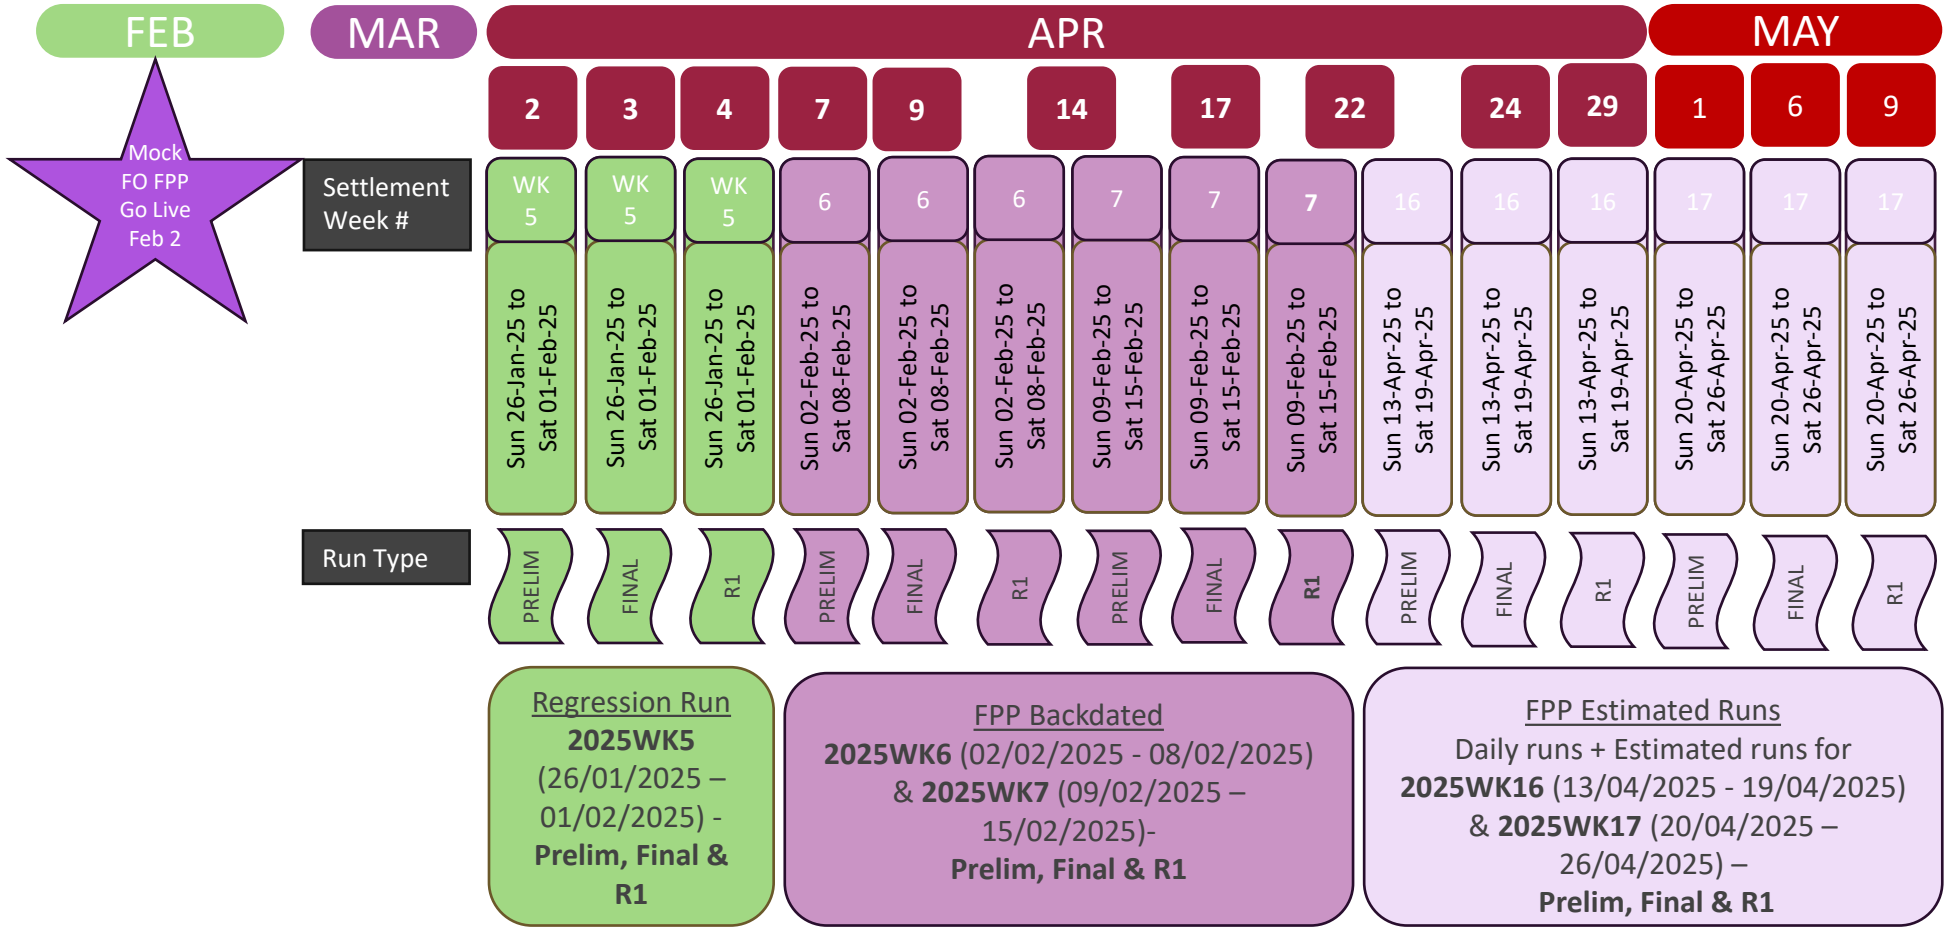 FEB
MAR
APR
MAY
2
3
4
7
9
14
17
22
24
29
1
6
9
Mock
FO FPP
Go Live
Feb 2
Settlement
Week #
WK
5
WK
5
WK
5
6
6
6
7
7
7
16
16
16
17
17
17
Sun 26-Jan-25 to
Sat 01-Feb-25
Sun 26-Jan-25 to
Sat 01-Feb-25
Sun 26-Jan-25 to
Sat 01-Feb-25
Sun 02-Feb-25 to
Sat 08-Feb-25
Sun 02-Feb-25 to
Sat 08-Feb-25
Sun 02-Feb-25 to
Sat 08-Feb-25
Sun 09-Feb-25 to
Sat 15-Feb-25
Sun 09-Feb-25 to
Sat 15-Feb-25
Sun 09-Feb-25 to
Sat 15-Feb-25
Sun 13-Apr-25 to
Sat 19-Apr-25
Sun 13-Apr-25 to
Sat 19-Apr-25
Sun 13-Apr-25 to
Sat 19-Apr-25
Sun 20-Apr-25 to
Sat 26-Apr-25
Sun 20-Apr-25 to
Sat 26-Apr-25
Sun 20-Apr-25 to
Sat 26-Apr-25
Run Type
PRELIM
FINAL
R1
PRELIM
FINAL
R1
PRELIM
FINAL
R1
PRELIM
FINAL
R1
PRELIM
FINAL
R1
Regression Run
2025WK5
(26/01/2025 –
01/02/2025) -
Prelim, Final &
R1
FPP Backdated
2025WK6 (02/02/2025 - 08/02/2025)
& 2025WK7 (09/02/2025 –
15/02/2025)-
Prelim, Final & R1
FPP Estimated Runs
Daily runs + Estimated runs for
2025WK16 (13/04/2025 - 19/04/2025)
& 2025WK17 (20/04/2025 –
26/04/2025) –
Prelim, Final & R1